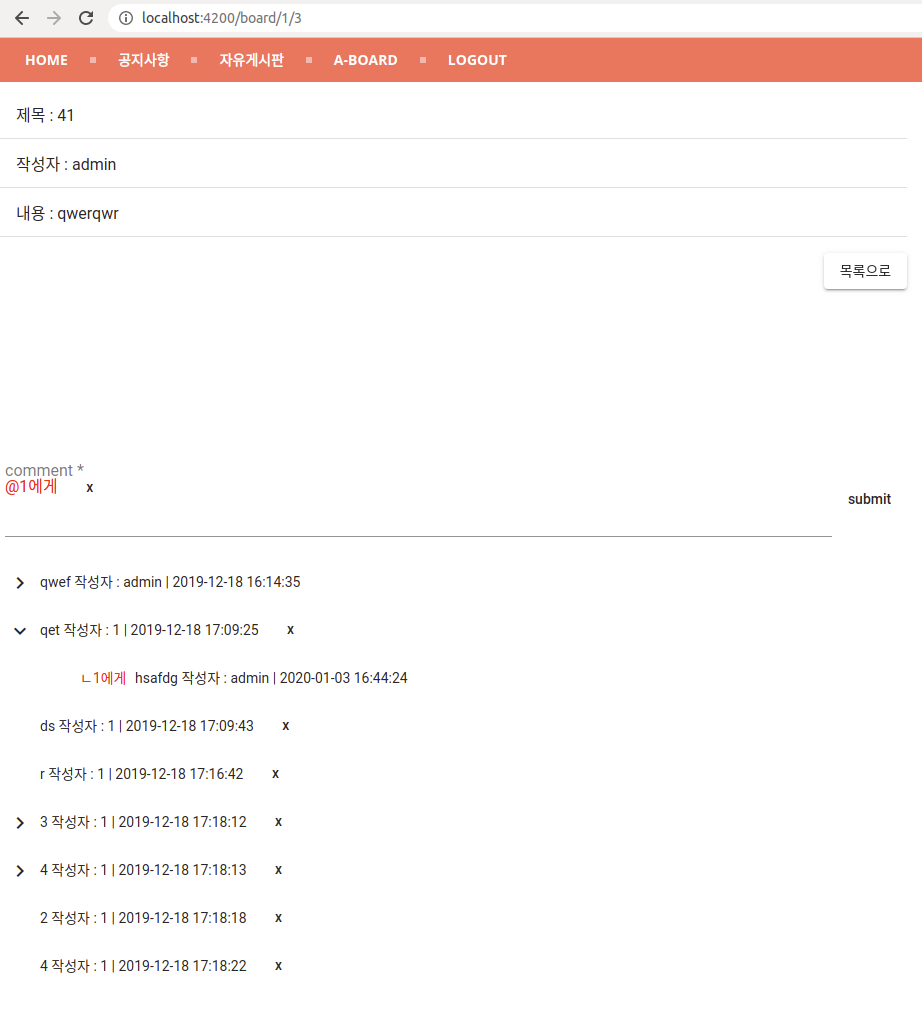 localhost:4200/board/1/3
HOME 공지사항 자유게시판 A-BOARD LOGOUT
제목 : 41
작성자 : admin
내용 : qwerqwr
목록으로
comment *
@1에게 x
submit
qwef 작성자 : admin | 2019-12-18 16:14:35
qet 작성자 : 1 | 2019-12-18 17:09:25 x
ㄴ1에게 hsafdg 작성자 : admin | 2020-01-03 16:44:24
ds 작성자 : 1 | 2019-12-18 17:09:43 x
r 작성자 : 1 | 2019-12-18 17:16:42 x
3 작성자 : 1 | 2019-12-18 17:18:12 x
4 작성자 : 1 | 2019-12-18 17:18:13 x
2 작성자 : 1 | 2019-12-18 17:18:18 x
4 작성자 : 1 | 2019-12-18 17:18:22 x